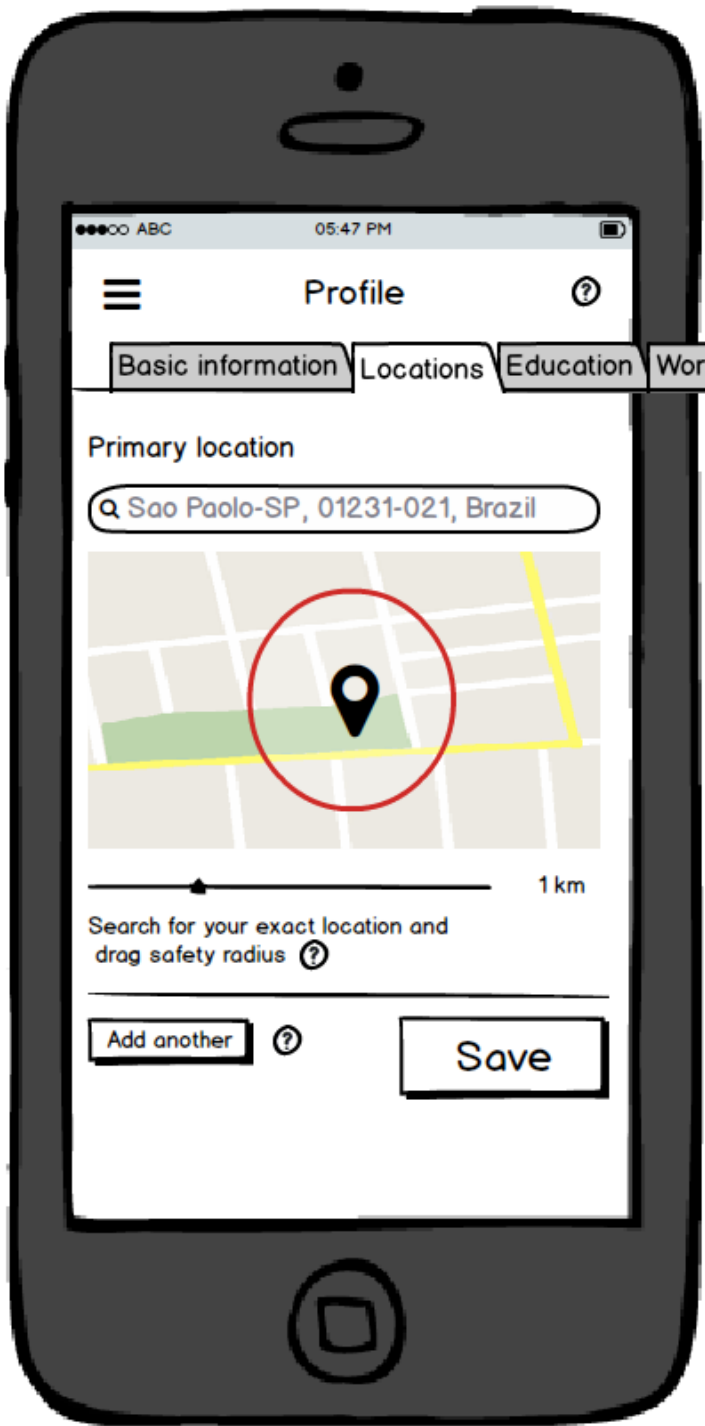 ABC 05:47 PM
Profile ?
Basic information Locations Education Wor
Primary location
Sao Paolo-SP, 01231-021, Brazil
1 km
Search for your exact location and
drag safety radius ?
Add another ? Save